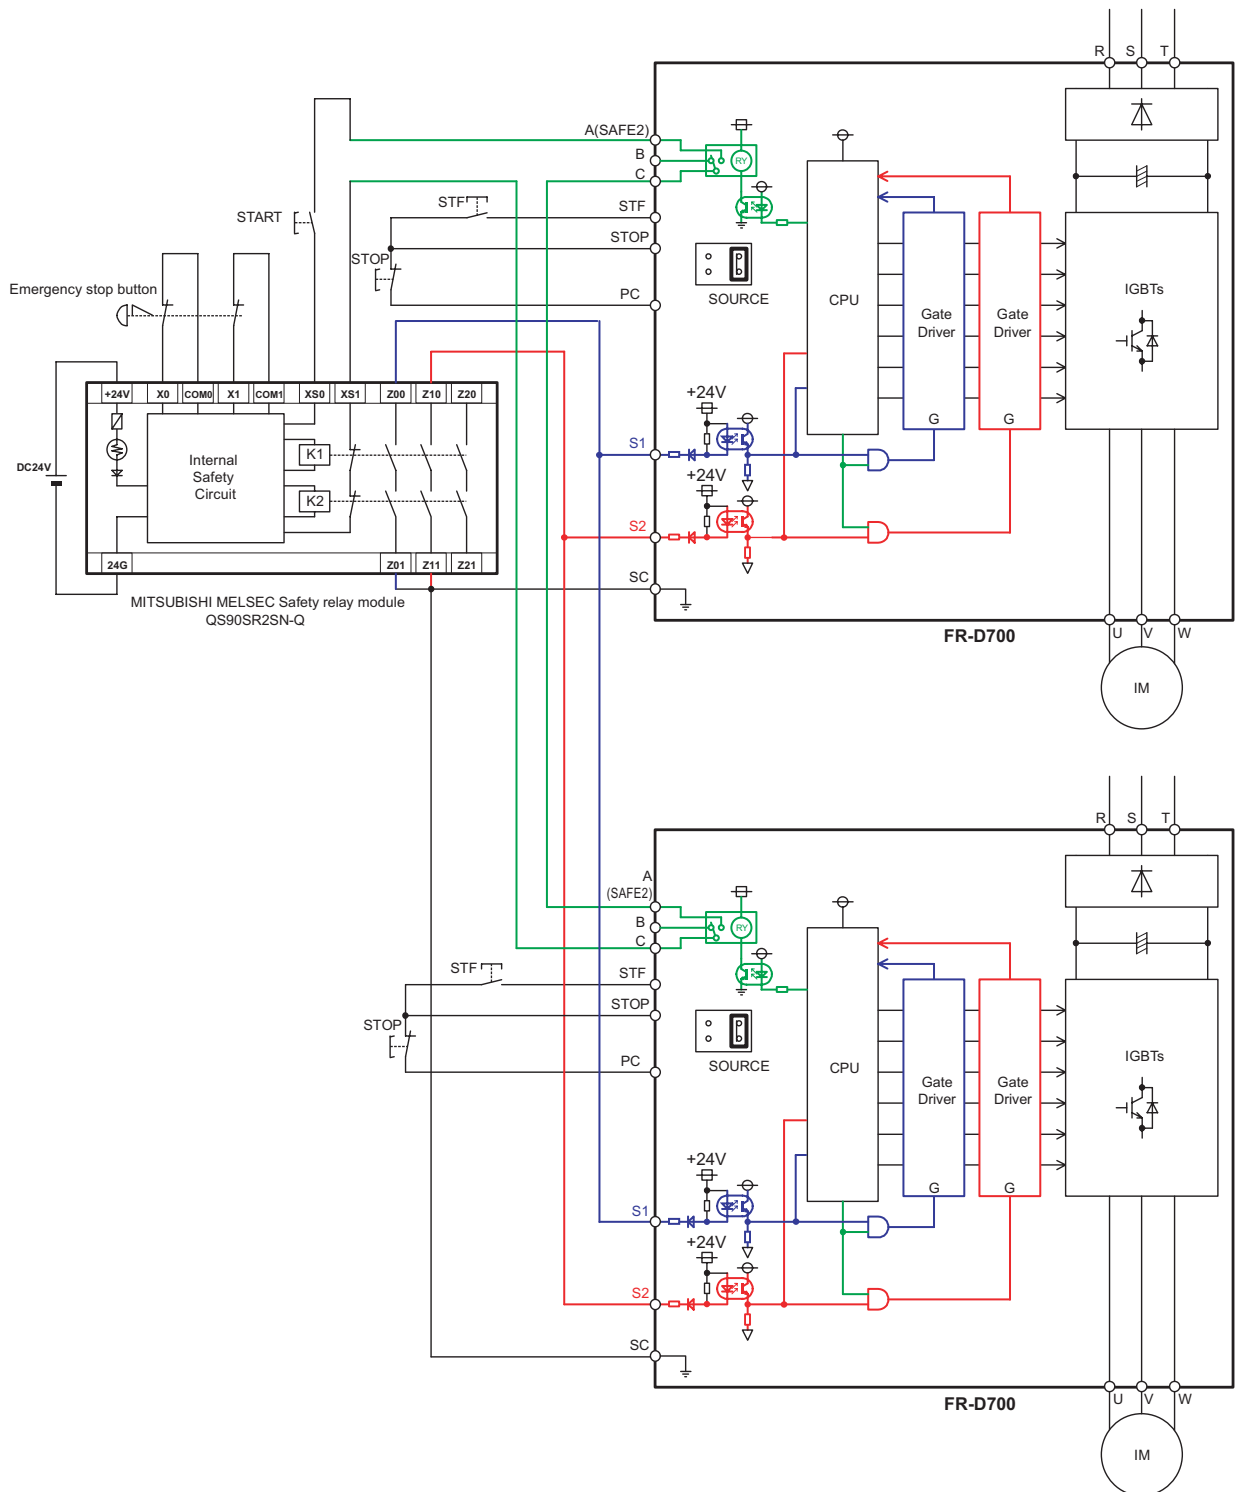 R S T
A(SAFE2)
B
C
RY
STF
STF
START
STOP
STOP
PC
SOURCE
CPU
Gate
Driver
Gate
Driver
IGBTs
Emergency stop button
+24V X0 COM0 X1 COM1 XS0 XS1 Z00 Z10 Z20
+24V
G
G
S1
K1
Internal
Safety
Circuit
DC24V
+24V
K2
S2
24G
Z01 Z11 Z21
SC
MITSUBISHI MELSEC Safety relay module
QS90SR2SN-Q
FR-D700
U V W
IM
R S T
A
(SAFE2)
B
C
RY
STF
STF
STOP
STOP
PC
SOURCE
CPU
Gate
Driver
Gate
Driver
IGBTs
+24V
G
G
S1
+24V
S2
SC
FR-D700
U V W
IM